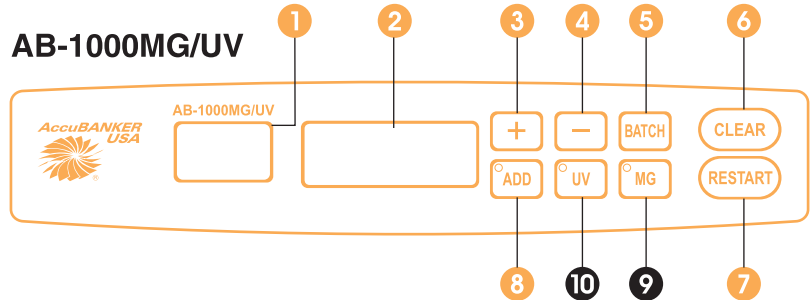 1 2 3 4 5 6
AB-1000MG/UV
AB-1000MG/UV
AccuBANKER
USA
®
+ − BATCH CLEAR
ADD UV MG RESTART
8 10 9 7